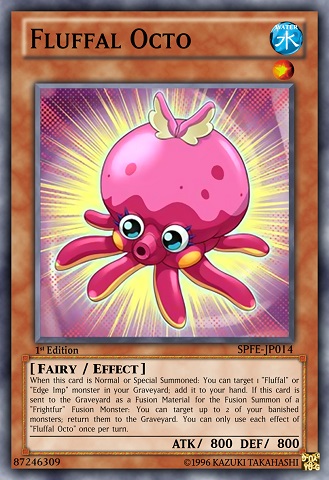 FLUFFAL OCTO
WATER
水
1st Edition
SPFE-JP014
[ FAIRY / EFFECT ]
When this card is Normal or Special Summoned: You can target 1 "Fluffal" or
"Edge Imp" monster in your Graveyard; add it to your hand. If this card is
sent to the Graveyard as a Fusion Material for the Fusion Summon of a
"Frightfur" Fusion Monster: You can target up to 2 of your banished
monsters; return them to the Graveyard. You can only use each effect of
"Fluffal Octo" once per turn.
ATK/ 800 DEF/ 800
87246309
©1996 KAZUKI TAKAHASHI